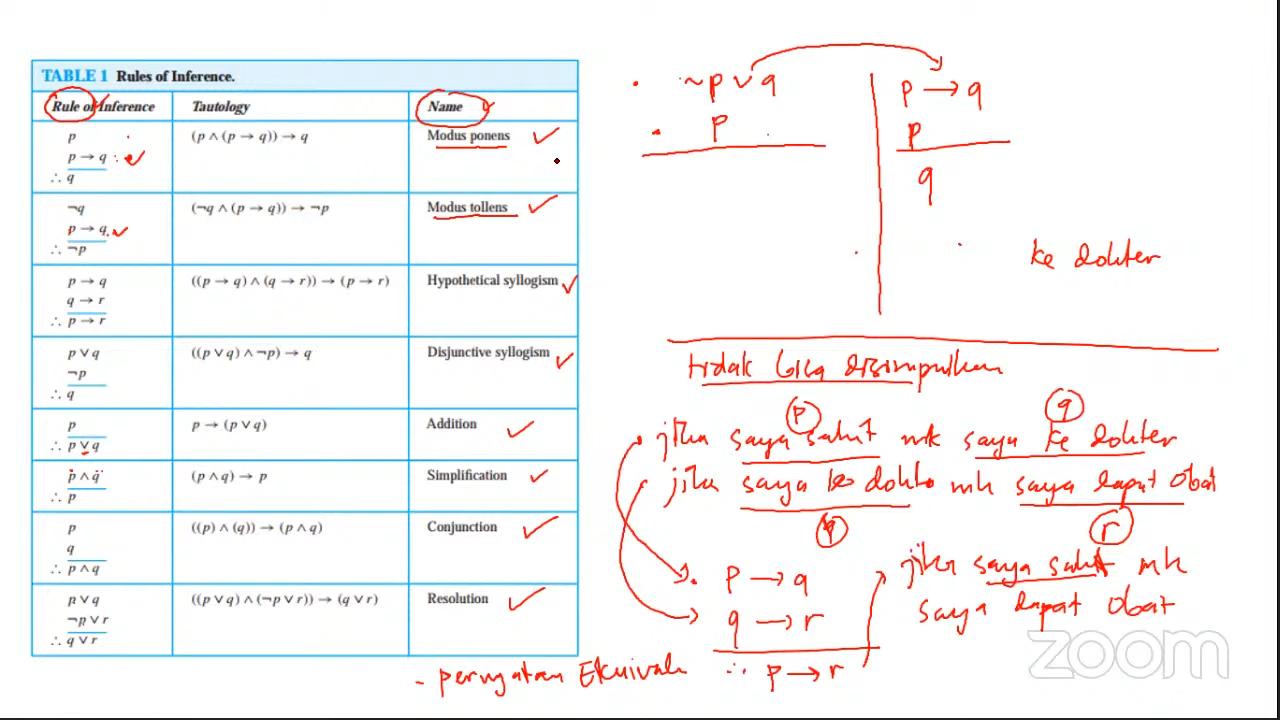 TABLE 1 Rules of Inference.
Rule of Inference Tautology Name
p
p → q
∴ q
(p ∧ (p → q)) → q
Modus ponens
¬q
p → q
∴ ¬p
(¬q ∧ (p → q)) → ¬p
Modus tollens
p → q
q → r
∴ p → r
((p → q) ∧ (q → r)) → (p → r)
Hypothetical syllogism
p ∨ q
¬p
∴ q
((p ∨ q) ∧ ¬p) → q
Disjunctive syllogism
p
∴ p ∨ q
p → (p ∨ q)
Addition
p ∧ q
∴ p
(p ∧ q) → p
Simplification
p
q
∴ p ∧ q
((p) ∧ (q)) → (p ∧ q)
Conjunction
p ∨ q
¬p ∨ r
∴ q ∨ r
((p ∨ q) ∧ (¬p ∨ r)) → (q ∨ r)
Resolution
~p ∨ q
p
p → q
p
q
ke dokter
tidak bisa disimpulkan
p q
jika saya sakit mk saya ke dokter
jika saya ke dokter mk saya dapat obat
q r
p → q
q → r
∴ p → r
jika saya sakit mk
saya dapat obat
- pernyataan Ekuivalen
zoom